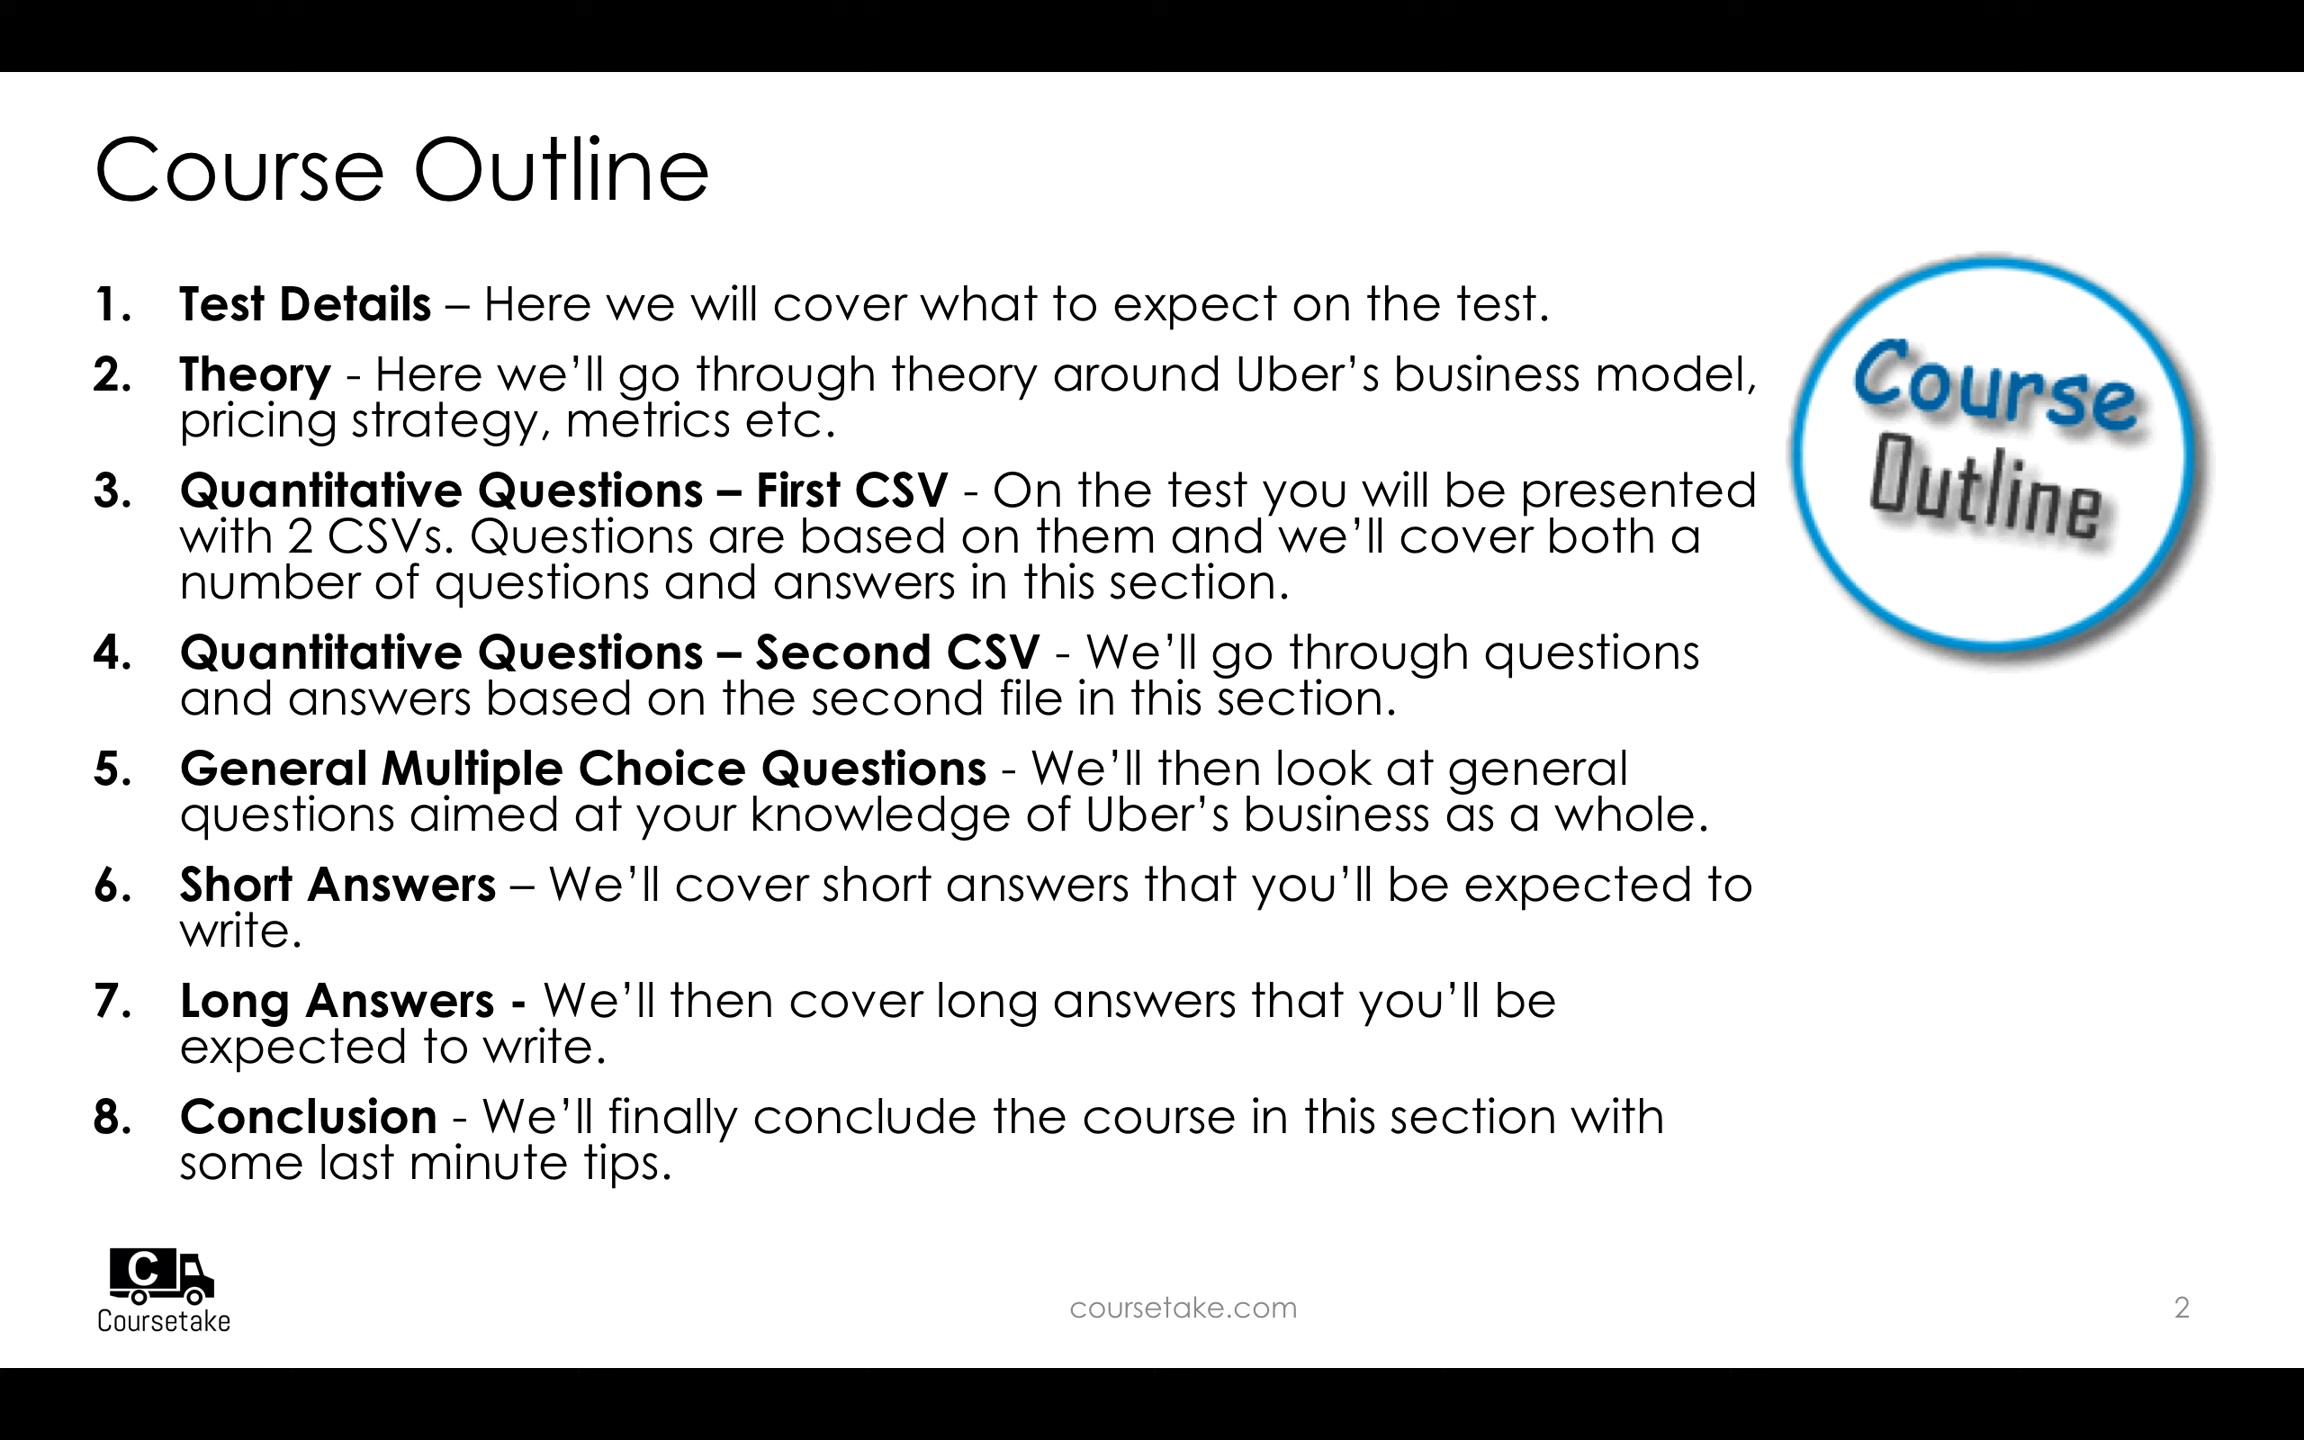 Course Outline
1. Test Details – Here we will cover what to expect on the test.
2. Theory - Here we’ll go through theory around Uber’s business model,
pricing strategy, metrics etc.
3. Quantitative Questions – First CSV - On the test you will be presented
with 2 CSVs. Questions are based on them and we’ll cover both a
number of questions and answers in this section.
4. Quantitative Questions – Second CSV - We’ll go through questions
and answers based on the second file in this section.
5. General Multiple Choice Questions - We’ll then look at general
questions aimed at your knowledge of Uber’s business as a whole.
6. Short Answers – We’ll cover short answers that you’ll be expected to
write.
7. Long Answers - We’ll then cover long answers that you’ll be
expected to write.
8. Conclusion - We’ll finally conclude the course in this section with
some last minute tips.
Course
Outline
C
Coursetake
coursetake.com
2